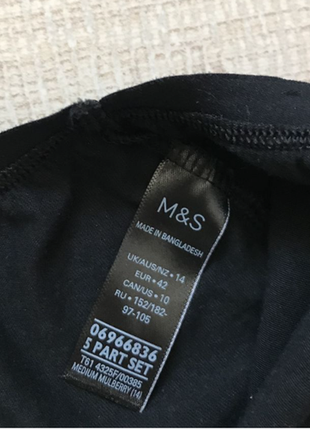 M&S
MADE IN BANGLADESH
UK/AUS/NZ • 14
EUR • 42
CAN/US • 10
RU • 152/182-
97-105
06966836
5 PART SET
T61 4325F/00385
MEDIUM MULBERRY (14)